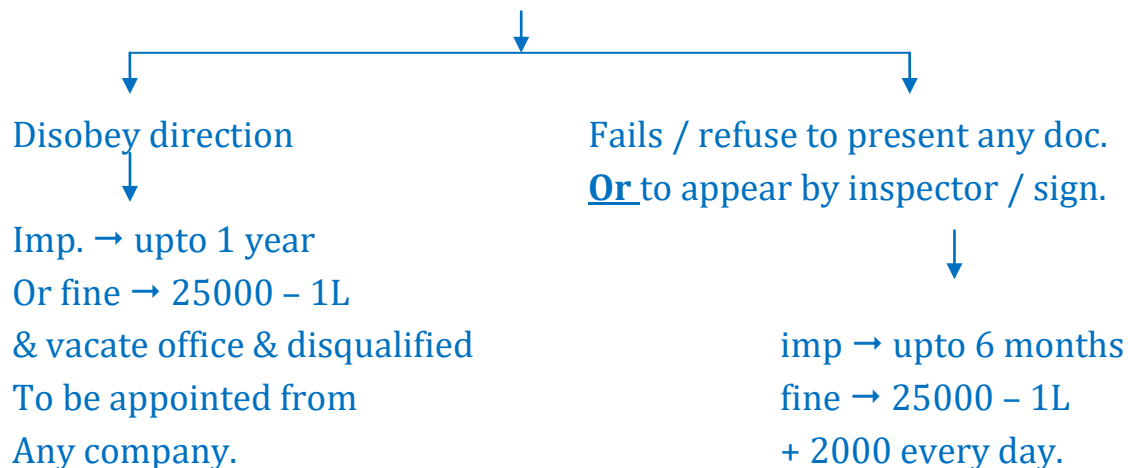 Disobey direction
Imp. → upto 1 year
Or fine → 25000 – 1L
& vacate office & disqualified
To be appointed from
Any company.
Fails / refuse to present any doc.
Or to appear by inspector / sign.
imp → upto 6 months
fine → 25000 – 1L
+ 2000 every day.